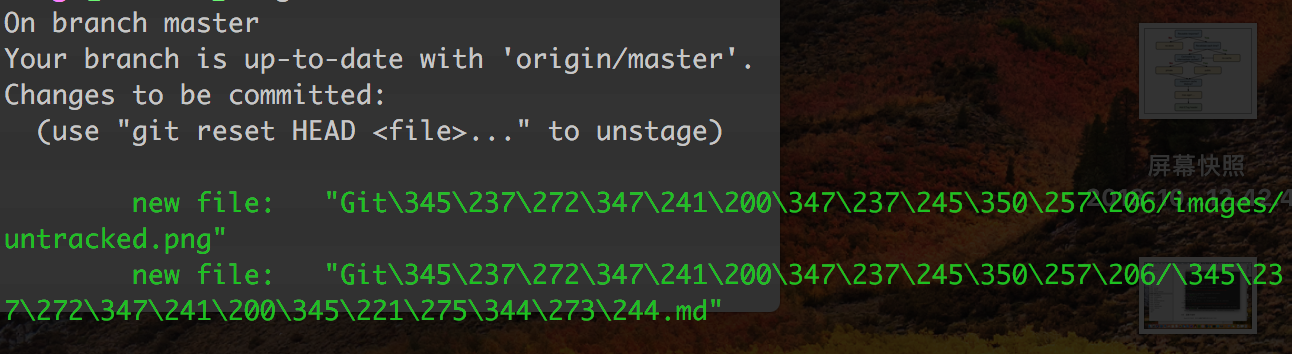 On branch master
Your branch is up-to-date with 'origin/master'.
Changes to be committed:
  (use "git reset HEAD <file>..." to unstage)
屏幕快照
        new file:   "Git\345\237\272\347\241\200\347\237\245\350\257\206/images/
untracked.png"
        new file:   "Git\345\237\272\347\241\200\347\237\245\350\257\206/\345\23
7\272\347\241\200\345\221\275\344\273\244.md"